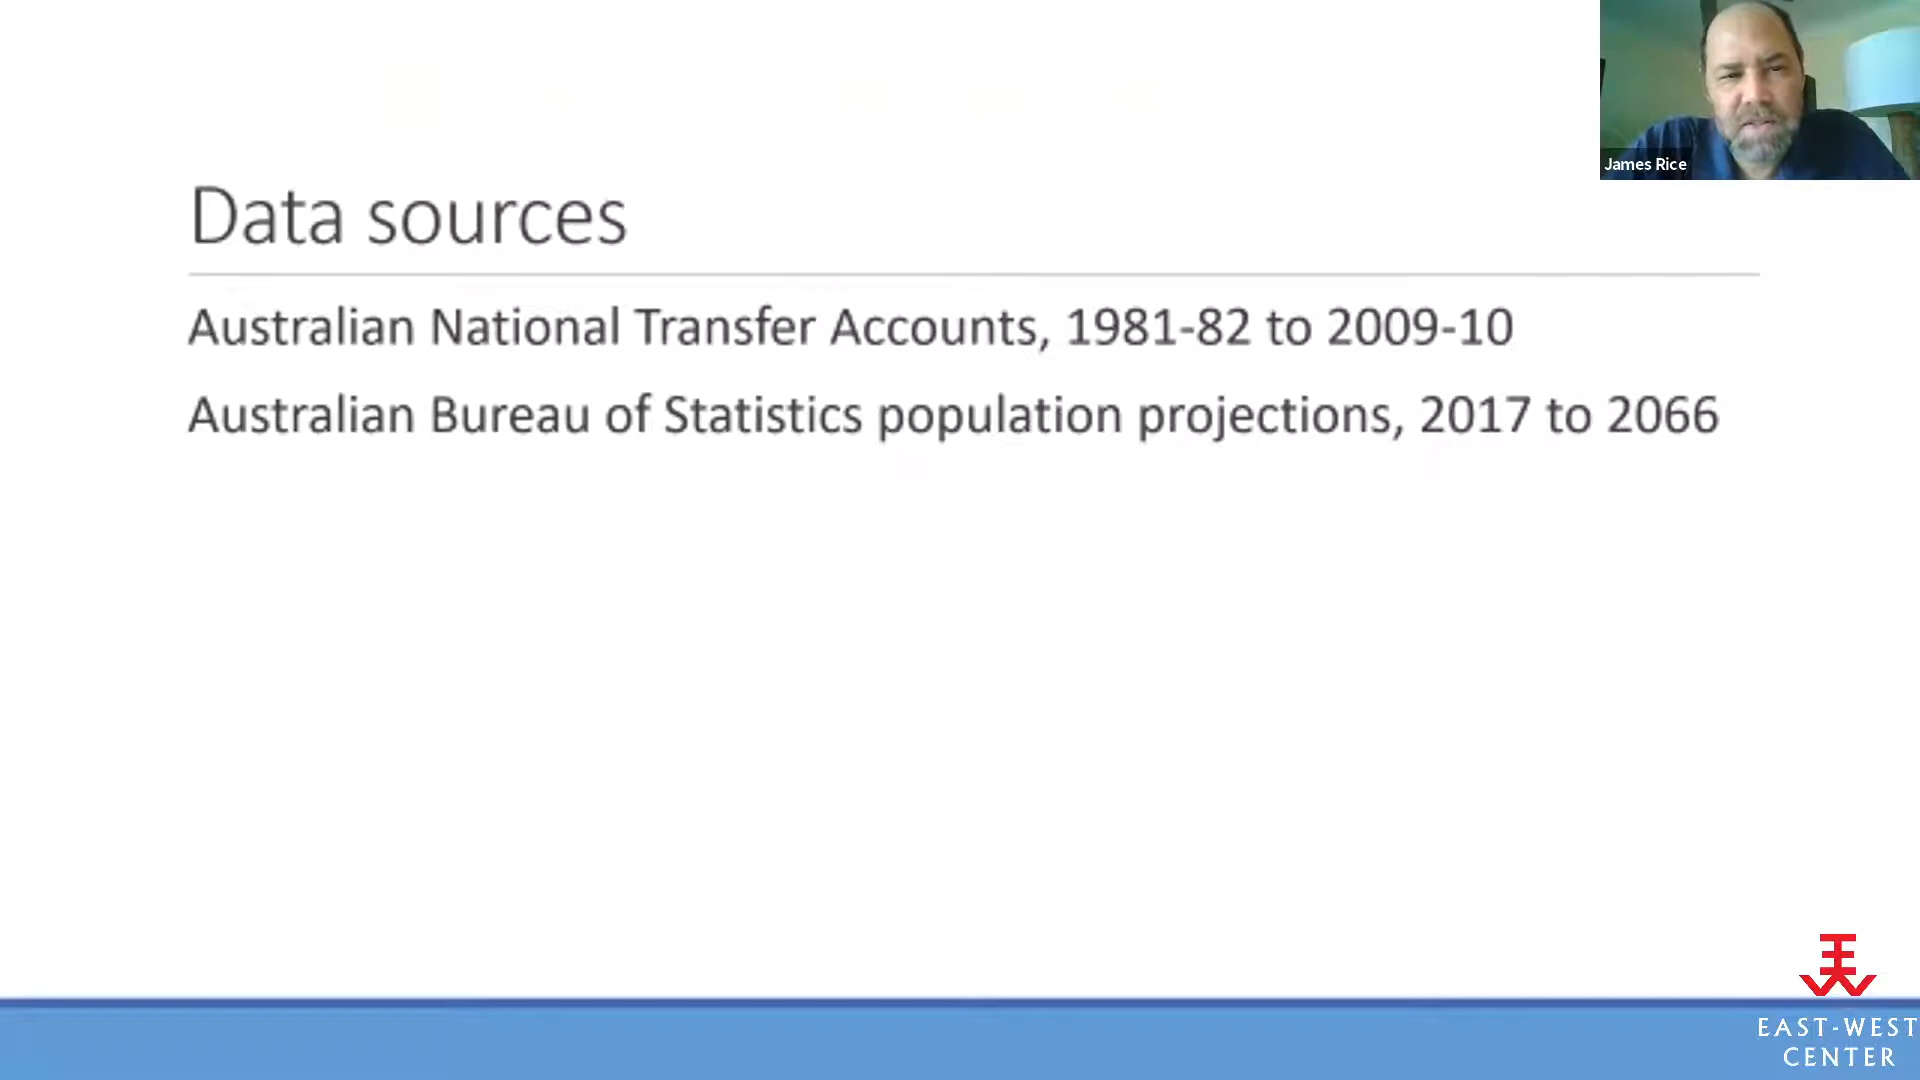 James Rice
Data sources
Australian National Transfer Accounts, 1981-82 to 2009-10
Australian Bureau of Statistics population projections, 2017 to 2066
EAST-WEST
CENTER